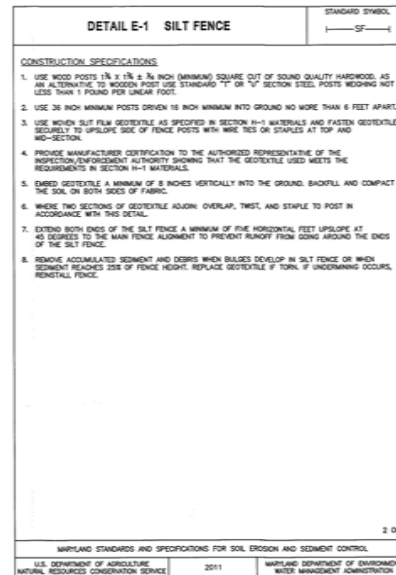 DETAIL E-1 SILT FENCE
STANDARD SYMBOL
SF
CONSTRUCTION SPECIFICATIONS
1. USE WOOD POSTS 1¾ X 1¾ ± 1/16 INCH (MINIMUM) SQUARE CUT OF SOUND QUALITY HARDWOOD. AS
AN ALTERNATIVE TO WOODEN POST USE STANDARD "T" OR "U" SECTION STEEL POSTS WEIGHING NOT
LESS THAN 1 POUND PER LINEAR FOOT.
2. USE 36 INCH MINIMUM POSTS DRIVEN 16 INCH MINIMUM INTO GROUND NO MORE THAN 6 FEET APART.
3. USE WOVEN SLIT FILM GEOTEXTILE AS SPECIFIED IN SECTION H-1 MATERIALS AND FASTEN GEOTEXTILE
SECURELY TO UPSLOPE SIDE OF FENCE POSTS WITH WIRE TIES OR STAPLES AT TOP AND
MID-SECTION.
4. PROVIDE MANUFACTURER CERTIFICATION TO THE AUTHORIZED REPRESENTATIVE OF THE
INSPECTION/ENFORCEMENT AUTHORITY SHOWING THAT THE GEOTEXTILE USED MEETS THE
REQUIREMENTS IN SECTION H-1 MATERIALS.
5. EMBED GEOTEXTILE A MINIMUM OF 8 INCHES VERTICALLY INTO THE GROUND. BACKFILL AND COMPACT
THE SOIL ON BOTH SIDES OF FABRIC.
6. WHERE TWO SECTIONS OF GEOTEXTILE ADJOIN: OVERLAP, TWIST, AND STAPLE TO POST IN
ACCORDANCE WITH THIS DETAIL.
7. EXTEND BOTH ENDS OF THE SILT FENCE A MINIMUM OF FIVE HORIZONTAL FEET UPSLOPE AT
45 DEGREES TO THE MAIN FENCE ALIGNMENT TO PREVENT RUNOFF FROM GOING AROUND THE ENDS
OF THE SILT FENCE.
8. REMOVE ACCUMULATED SEDIMENT AND DEBRIS WHEN BULGES DEVELOP IN SILT FENCE OR WHEN
SEDIMENT REACHES 25% OF FENCE HEIGHT. REPLACE GEOTEXTILE IF TORN. IF UNDERMINING OCCURS,
REINSTALL FENCE.
2 O
MARYLAND STANDARDS AND SPECIFICATIONS FOR SOIL EROSION AND SEDIMENT CONTROL
U.S. DEPARTMENT OF AGRICULTURE
NATURAL RESOURCES CONSERVATION SERVICE
2011
MARYLAND DEPARTMENT OF ENVIRONMEN
WATER MANAGEMENT ADMINISTRATION